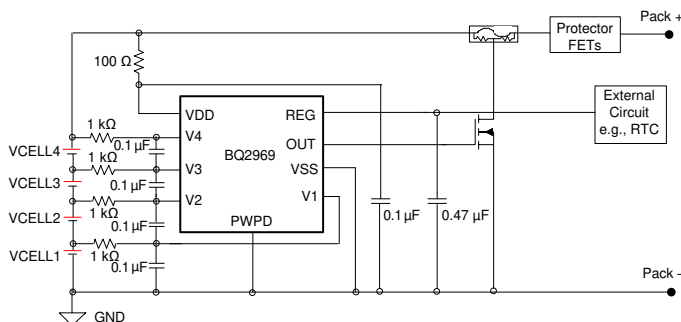 Pack +
Protector
FETs
100 Ω
VDD
REG
External
Circuit
e.g., RTC
1 kΩ
V4
0.1 µF
OUT
VCELL4
1 kΩ
V3
BQ2969
VSS
VCELL3
0.1 µF
1 kΩ
V2
V1
VCELL2
0.1 µF
0.1 µF
0.47 µF
PWPD
VCELL1
1 kΩ
0.1 µF
Pack –
GND